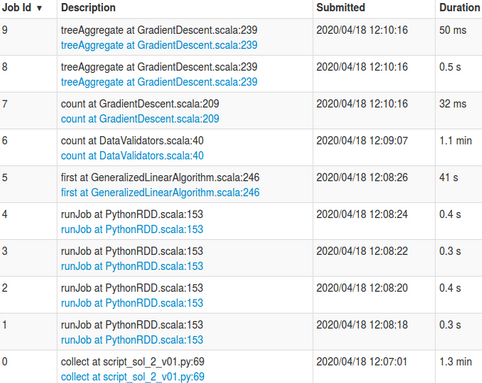 Job Id ▼ Description Submitted Duration
9 treeAggregate at GradientDescent.scala:239 2020/04/18 12:10:16 50 ms
treeAggregate at GradientDescent.scala:239
8 treeAggregate at GradientDescent.scala:239 2020/04/18 12:10:16 0.5 s
treeAggregate at GradientDescent.scala:239
7 count at GradientDescent.scala:209 2020/04/18 12:10:16 32 ms
count at GradientDescent.scala:209
6 count at DataValidators.scala:40 2020/04/18 12:09:07 1.1 min
count at DataValidators.scala:40
5 first at GeneralizedLinearAlgorithm.scala:246 2020/04/18 12:08:26 41 s
first at GeneralizedLinearAlgorithm.scala:246
4 runJob at PythonRDD.scala:153 2020/04/18 12:08:24 0.4 s
runJob at PythonRDD.scala:153
3 runJob at PythonRDD.scala:153 2020/04/18 12:08:22 0.3 s
runJob at PythonRDD.scala:153
2 runJob at PythonRDD.scala:153 2020/04/18 12:08:20 0.4 s
runJob at PythonRDD.scala:153
1 runJob at PythonRDD.scala:153 2020/04/18 12:08:18 0.3 s
runJob at PythonRDD.scala:153
0 collect at script_sol_2_v01.py:69 2020/04/18 12:07:01 1.3 min
collect at script_sol_2_v01.py:69